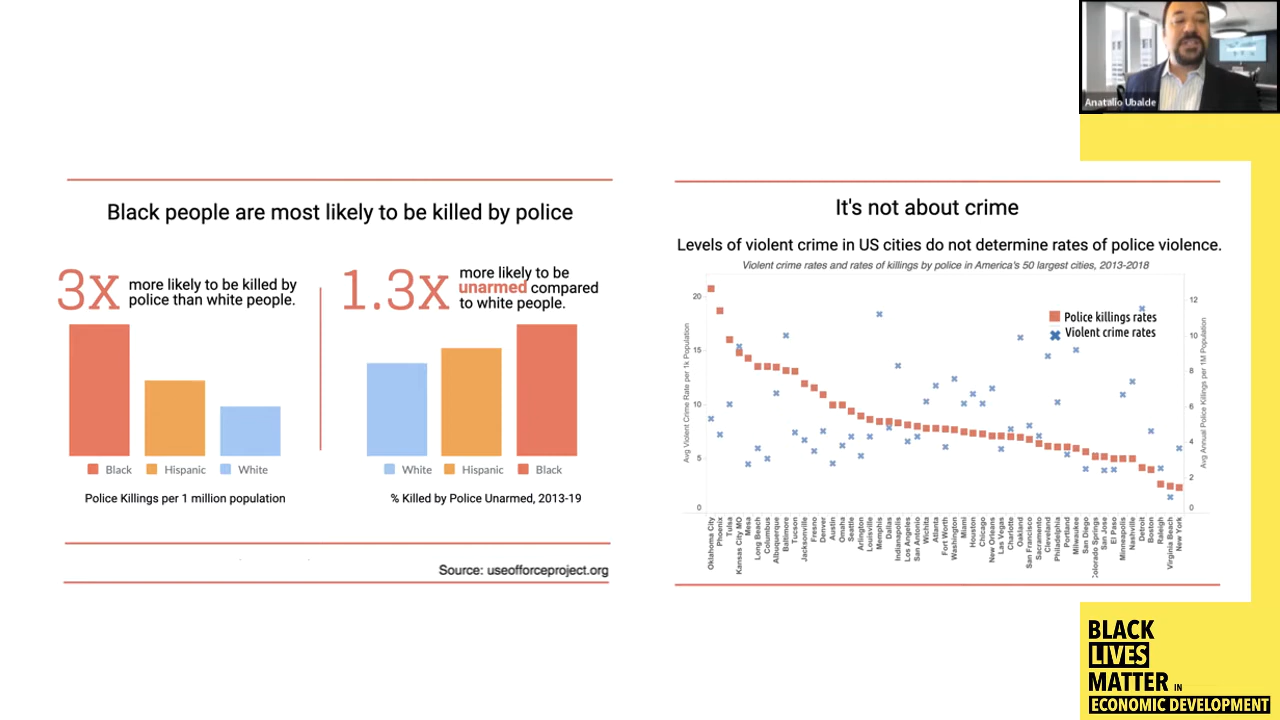 Anatalio Ubalde
Black people are most likely to be killed by police
3x
more likely to be killed by
police than white people.
1.3x
more likely to be
unarmed compared
to white people.
Black
Hispanic
White
Police Killings per 1 million population
White
Hispanic
Black
% Killed by Police Unarmed, 2013-19
Source: useofforceproject.org
It's not about crime
Levels of violent crime in US cities do not determine rates of police violence.
Violent crime rates and rates of killings by police in America's 50 largest cities, 2013-2018
Police killings rates
Violent crime rates
Avg Violent Crime Rate per 1k Population
20
15
10
5
0
Avg Annual Police Killings per 1M Population
12
10
8
6
4
2
0
Oklahoma City
Phoenix
Tulsa
Kansas City MO
Mesa
Long Beach
Columbus
Albuquerque
Baltimore
Tucson
Jacksonville
Fresno
Denver
Austin
Omaha
Seattle
Arlington
Louisville
Memphis
Dallas
Indianapolis
Los Angeles
San Antonio
Wichita
Atlanta
Fort Worth
Washington
Miami
Houston
Chicago
New Orleans
Las Vegas
Charlotte
Oakland
San Francisco
Sacramento
Cleveland
Philadelphia
Portland
Milwaukee
San Diego
Colorado Springs
San Jose
El Paso
Minneapolis
Nashville
Detroit
Boston
Raleigh
Virginia Beach
New York
BLACK
LIVES
MATTER IN
ECONOMIC DEVELOPMENT